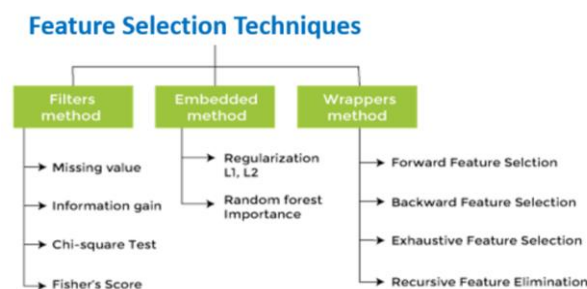 Feature Selection Techniques
Filters
method
Embedded
method
Wrappers
method
Missing value
Information gain
Chi-square Test
Fisher's Score
Regularization
L1, L2
Random forest
Importance
Forward Feature Selction
Backward Feature Selection
Exhaustive Feature Selection
Recursive Feature Elimination